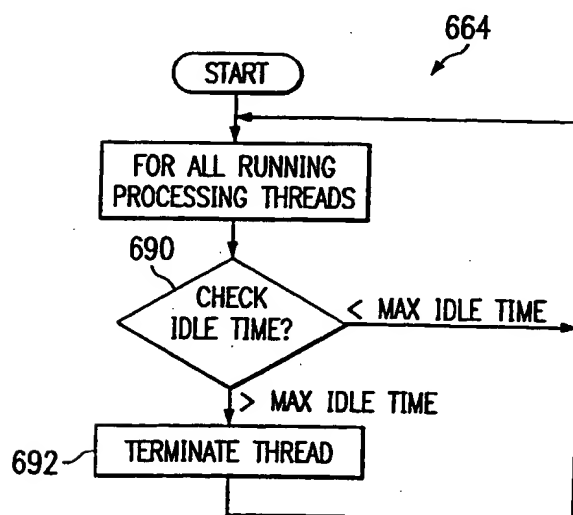 664
START
FOR ALL RUNNING
PROCESSING THREADS
690
CHECK
IDLE TIME?
< MAX IDLE TIME
> MAX IDLE TIME
692
TERMINATE THREAD